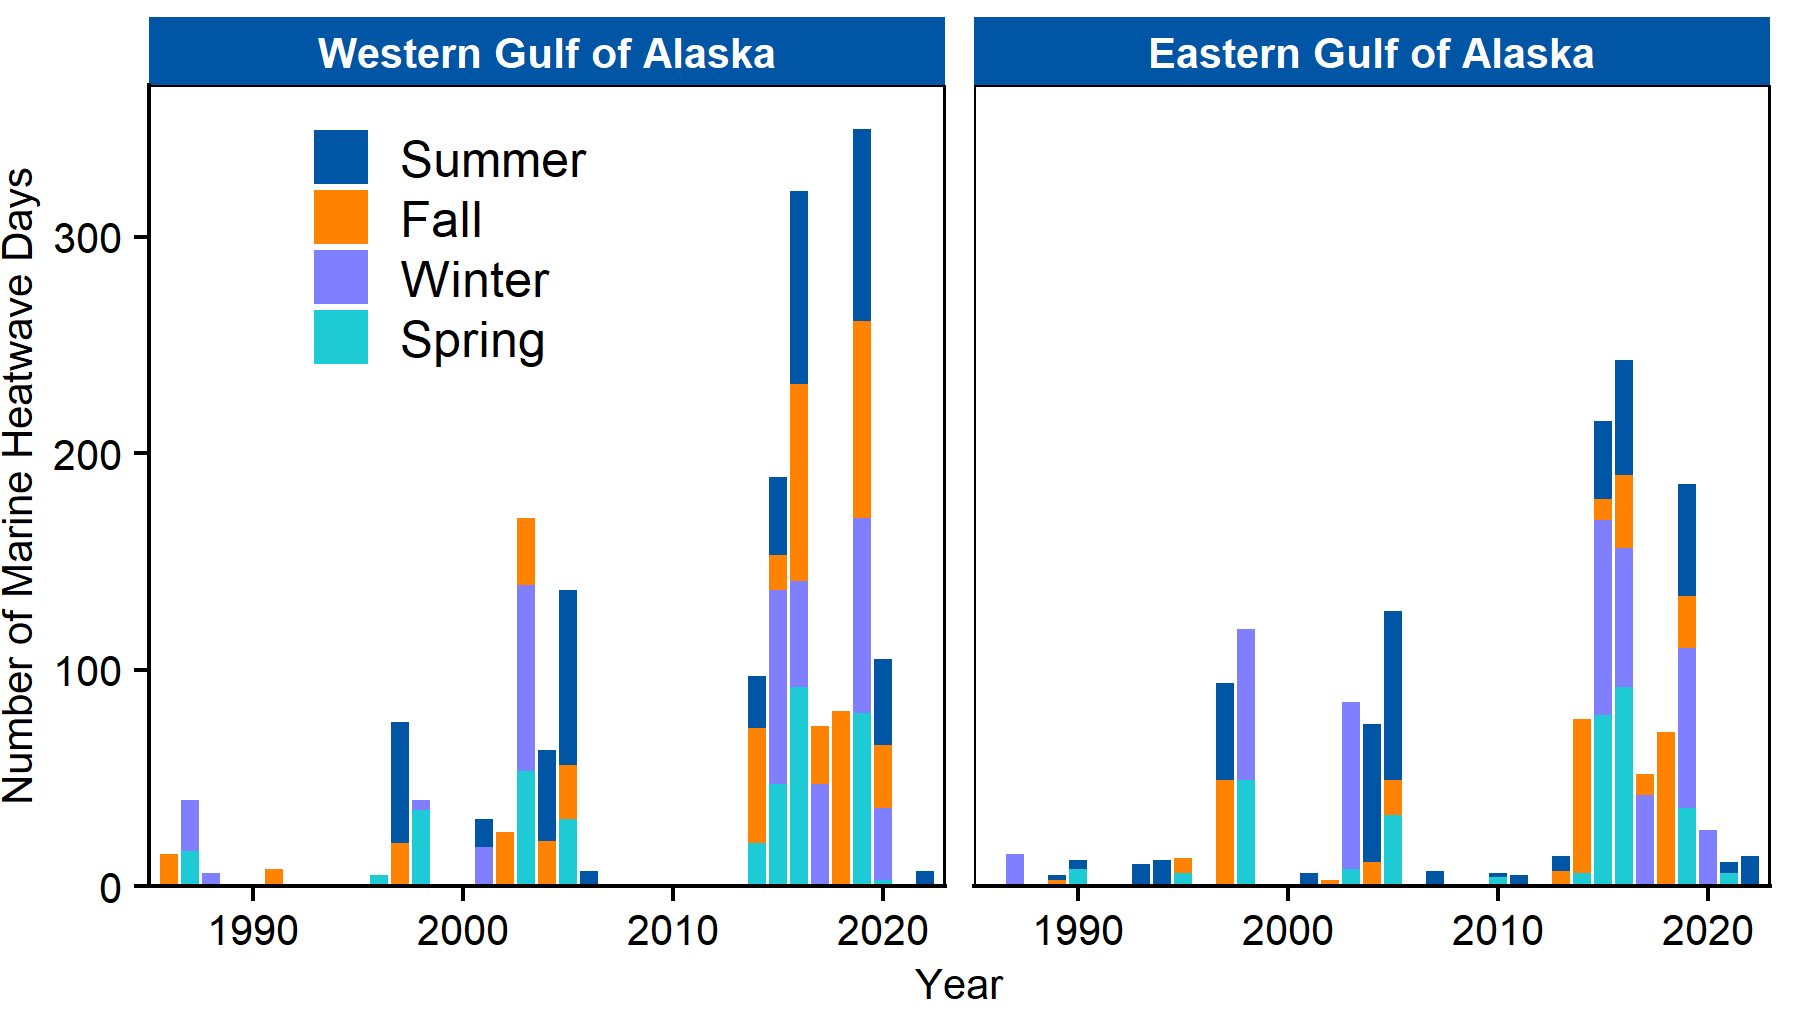 Western Gulf of Alaska
Eastern Gulf of Alaska
Summer
Fall
Winter
Spring
Number of Marine Heatwave Days
300
200
100
0
1990
2000
2010
2020
1990
2000
2010
2020
Year